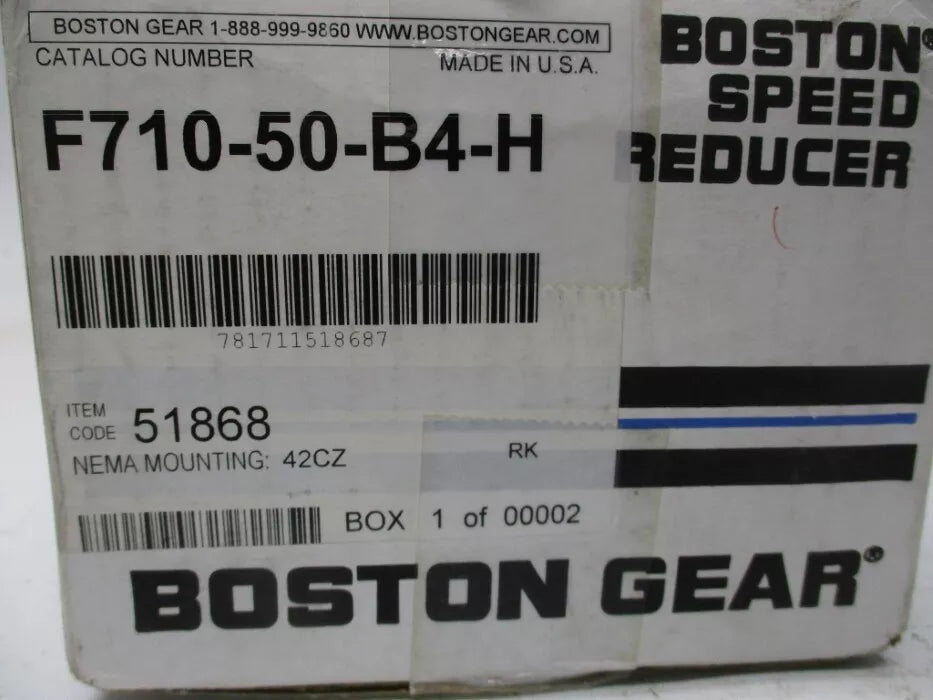 BOSTON GEAR 1-888-999-9860 WWW.BOSTONGEAR.COM
CATALOG NUMBER
MADE IN U.S.A.
F710-50-B4-H
BOSTON®
SPEED
REDUCER
781711518687
ITEM CODE 51868
NEMA MOUNTING: 42CZ
RK
BOX 1 of 00002
BOSTON GEAR®